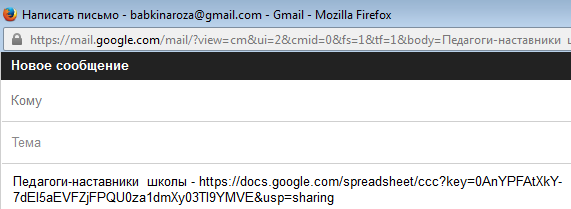 Написать письмо - babkinaroza@gmail.com - Gmail - Mozilla Firefox
https://mail.google.com/mail/?view=cm&ui=2&cmid=0&fs=1&tf=1&body=Педагоги-наставники ш
Новое сообщение
Кому
Тема
Педагоги-наставники школы - https://docs.google.com/spreadsheet/ccc?key=0AnYPFAtXkY-
7dEl5aEVFZjFPQU0za1dmXy03Tl9YMVE&usp=sharing